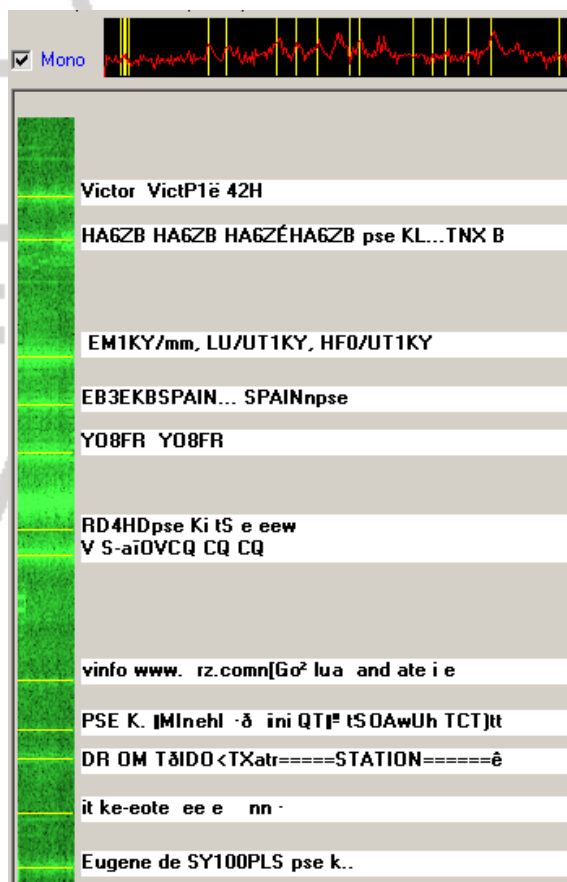 Mono
Victor VictP1ë 42H
HA6ZB HA6ZB HA6ZÉHA6ZB pse KL...TNX B
EM1KY/mm, LU/UT1KY, HF0/UT1KY
EB3EKBSPAIN... SPAINnpse
YO8FR YO8FR
RD4HDpse Ki tS e eew
V S-aïOVCQ CQ CQ
vinfo www. rz.comn[Go² lua and ate i e
PSE K. ini tSOAwUh TCT)tt
DR OM TðIDO<TXatr=====STATION======ê
it ke-eote ee e nn ·
Eugene de SY100PLS pse k..